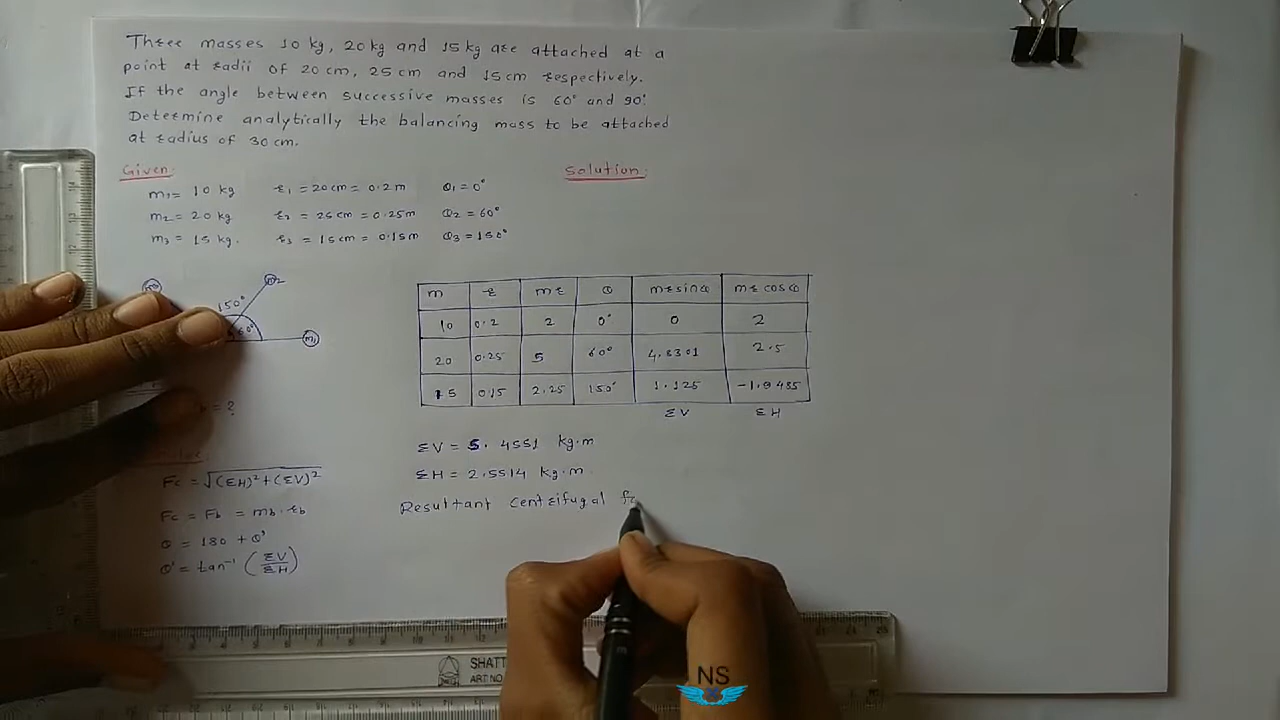 Three masses 10 kg, 20 kg and 15 kg are attached at a
point at radii of 20 cm, 25 cm and 15 cm respectively.
If the angle between successive masses is 60° and 90°.
Determine analytically the balancing mass to be attached
at radius of 30 cm.
Given:
m1 = 10 kg r1 = 20 cm = 0.2 m θ1 = 0°
m2 = 20 kg r2 = 25 cm = 0.25 m θ2 = 60°
m3 = 15 kg. r3 = 15 cm = 0.15 m θ3 = 150°
Solution:
m2
150°
60°
m1
= ?
Fc = √(ΣH)²+(ΣV)²
Fc = Fb = mb . rb
θ = 180 + θ'
θ' = tan⁻¹ (ΣV/ΣH)
m r mr θ mr sinθ mr cosθ
10 0.2 2 0° 0 2
20 0.25 5 60° 4.3301 2.5
15 0.15 2.25 150° 1.125 -1.9485
ΣV ΣH
ΣV = 5.4551 kg.m
ΣH = 2.5514 kg.m
Resultant centrifugal fo
SHATT
ART NO
NS